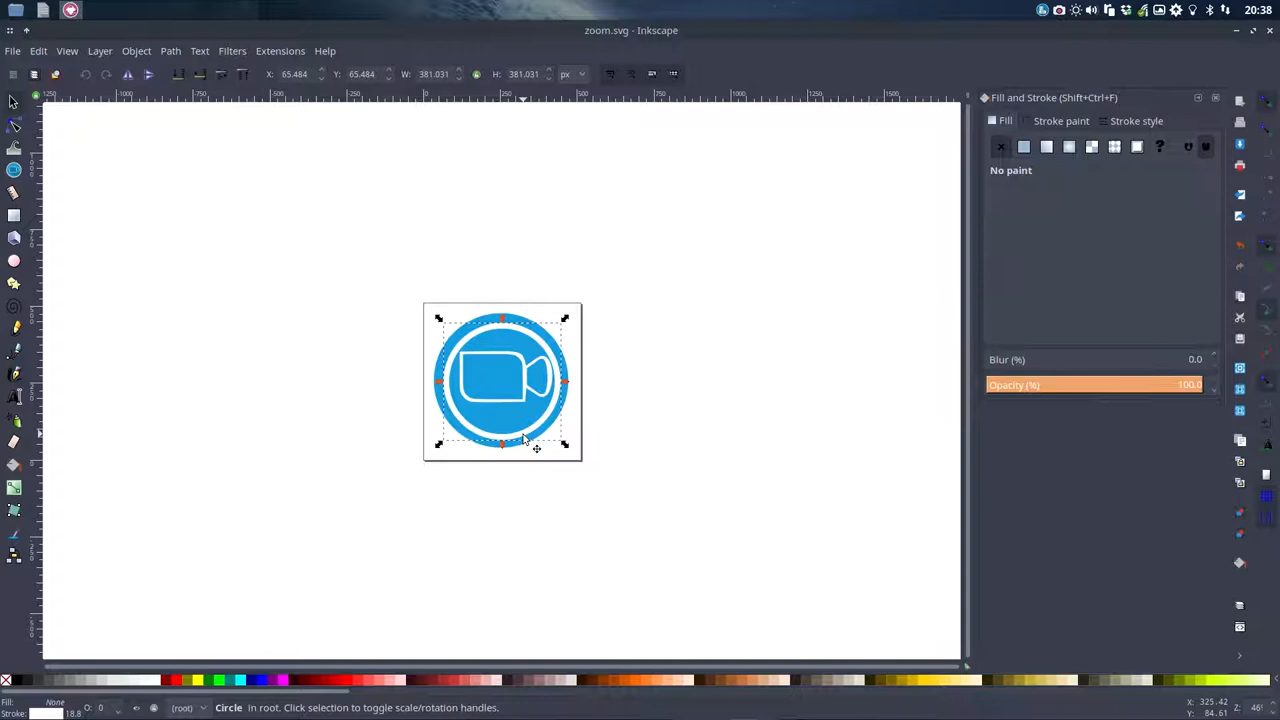 20:38
zoom.svg - Inkscape
File Edit View Layer Object Path Text Filters Extensions Help
X: 65.484 Y: 65.484 W: 381.031 H: 381.031 px
Fill and Stroke (Shift+Ctrl+F)
Fill Stroke paint Stroke style
No paint
Blur (%) 0.0
Opacity (%) 100.0
Fill: None
Stroke: 18.8
O: 0
(root)
Circle in root. Click selection to toggle scale/rotation handles.
X: 325.42
Y: 84.61
Z: 46